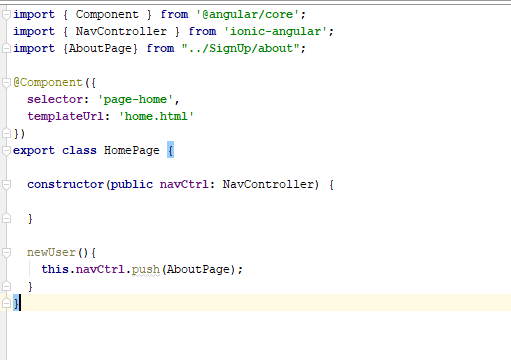 import { Component } from '@angular/core';
import { NavController } from 'ionic-angular';
import {AboutPage} from "../SignUp/about";
@Component({
selector: 'page-home',
templateUrl: 'home.html'
})
export class HomePage {
constructor(public navCtrl: NavController) {
}
newUser(){
this.navCtrl.push(AboutPage);
}
}